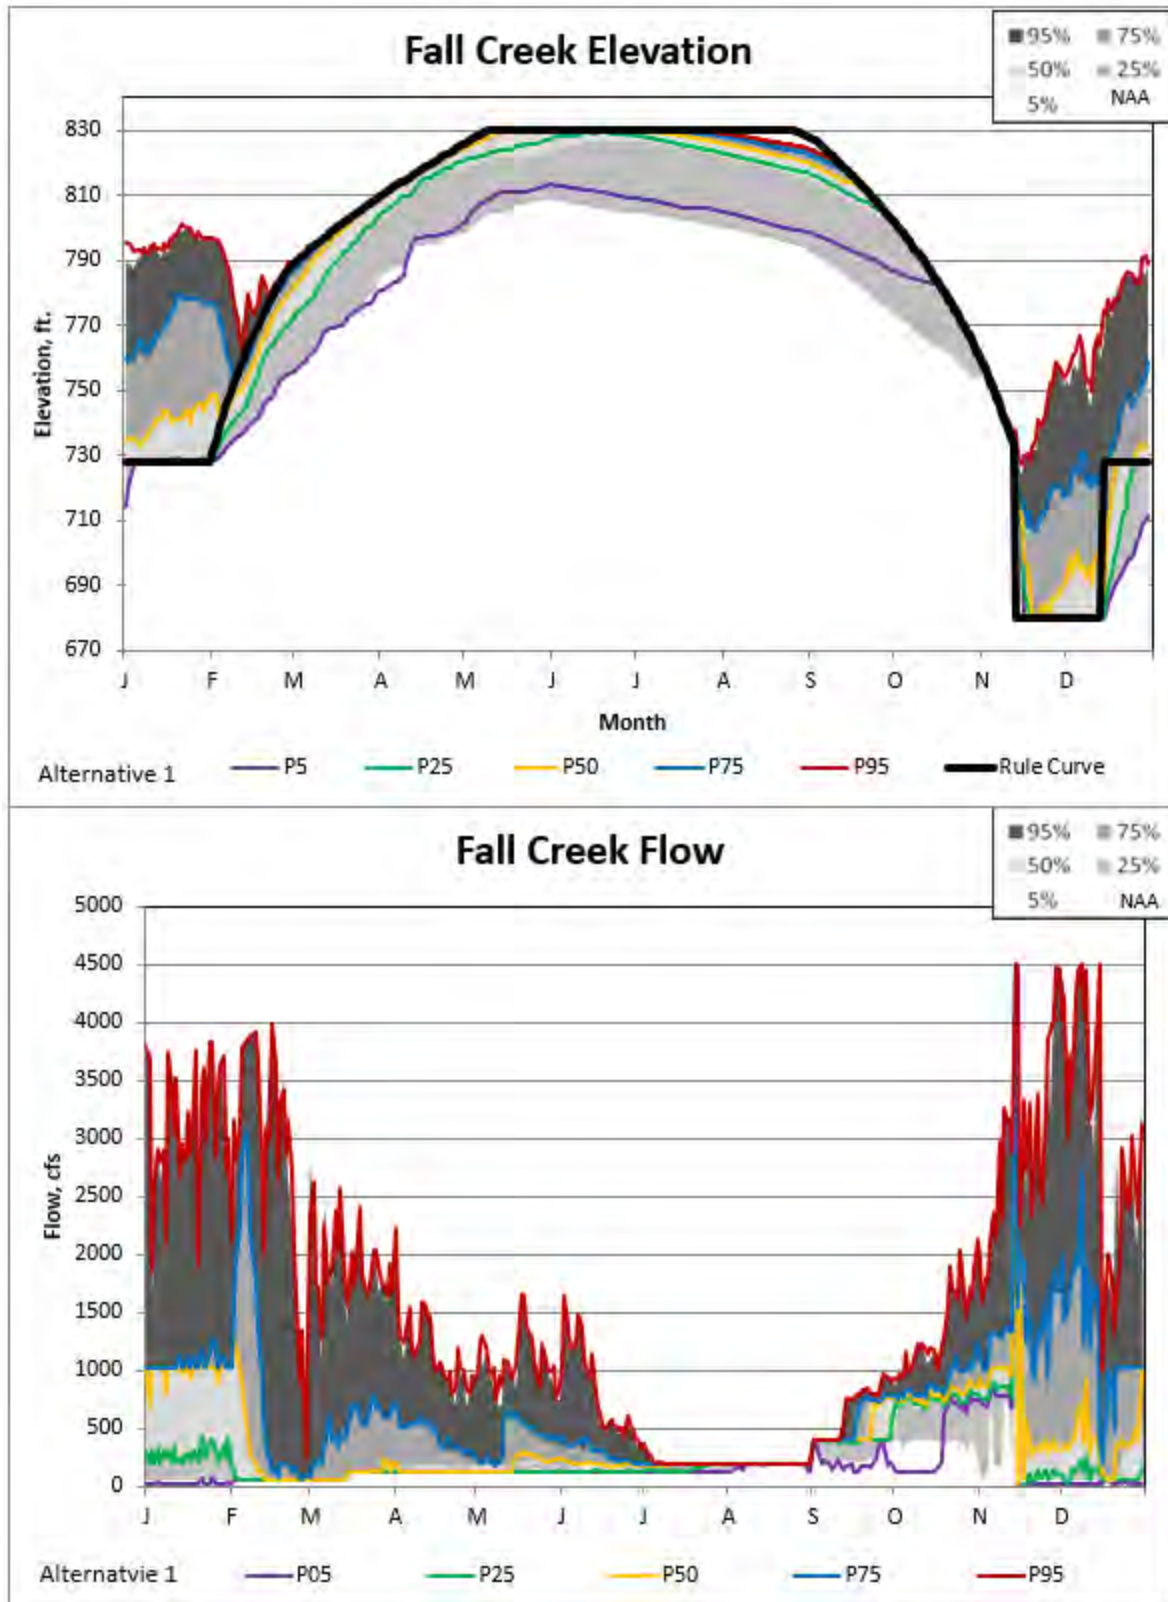 Fall Creek Elevation
95% 75%
50% 25%
5% NAA
830
810
790
770
750
730
710
690
670
Elevation, ft.
J F M A M J J A S O N D
Month
Alternative 1 P5 P25 P50 P75 P95 Rule Curve
Fall Creek Flow
95% 75%
50% 25%
5% NAA
5000
4500
4000
3500
3000
2500
2000
1500
1000
500
0
Flow, cfs
J F M A M J J A S O N D
Alternatvie 1 P05 P25 P50 P75 P95